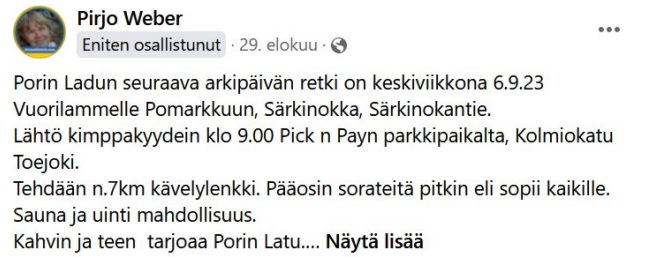 Pirjo Weber
Eniten osallistunut · 29. elokuu ·
Porin Ladun seuraava arkipäivän retki on keskiviikkona 6.9.23
Vuorilammelle Pomarkkuun, Särkinokka, Särkinokantie.
Lähtö kimppakyydein klo 9.00 Pick n Payn parkkipaikalta, Kolmiokatu
Toejoki.
Tehdään n.7km kävelylenkki. Pääosin sorateitä pitkin eli sopii kaikille.
Sauna ja uinti mahdollisuus.
Kahvin ja teen  tarjoaa Porin Latu.... Näytä lisää